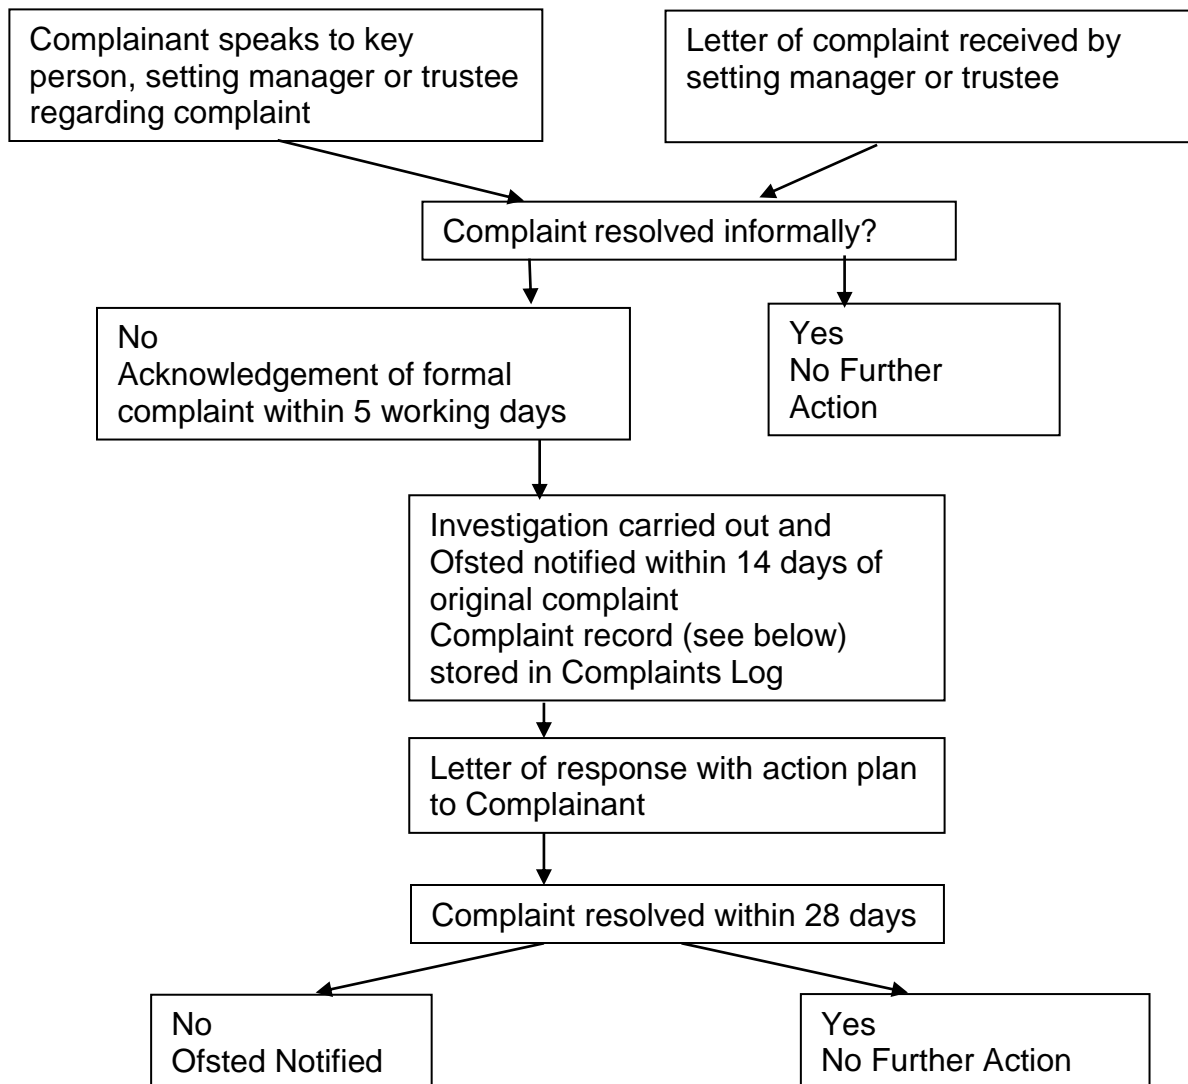 Complainant speaks to key
person, setting manager or trustee
regarding complaint
Letter of complaint received by
setting manager or trustee
Complaint resolved informally?
No
Acknowledgement of formal
complaint within 5 working days
Yes
No Further
Action
Investigation carried out and
Ofsted notified within 14 days of
original complaint
Complaint record (see below)
stored in Complaints Log
Letter of response with action plan
to Complainant
Complaint resolved within 28 days
No
Ofsted Notified
Yes
No Further Action